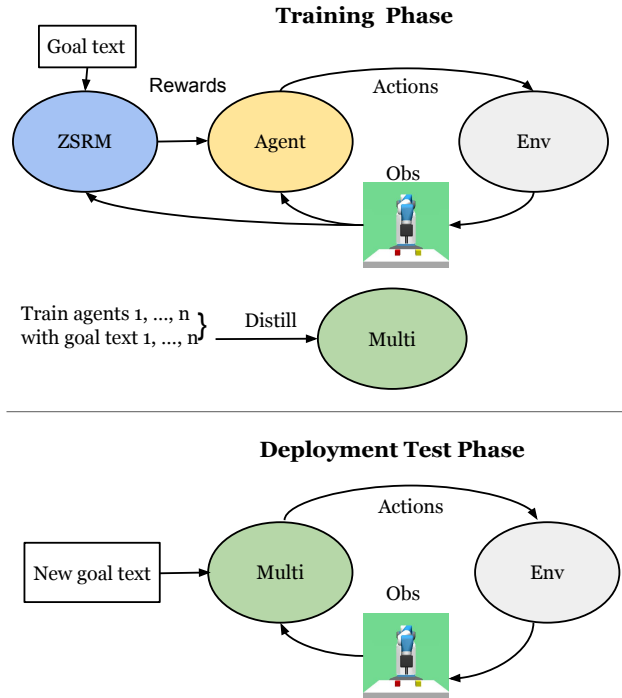 Training Phase
Goal text
Rewards
Actions
ZSRM
Agent
Env
Obs
Train agents 1, ..., n
with goal text 1, ..., n
}
Distill
Multi
Deployment Test Phase
Actions
New goal text
Multi
Env
Obs